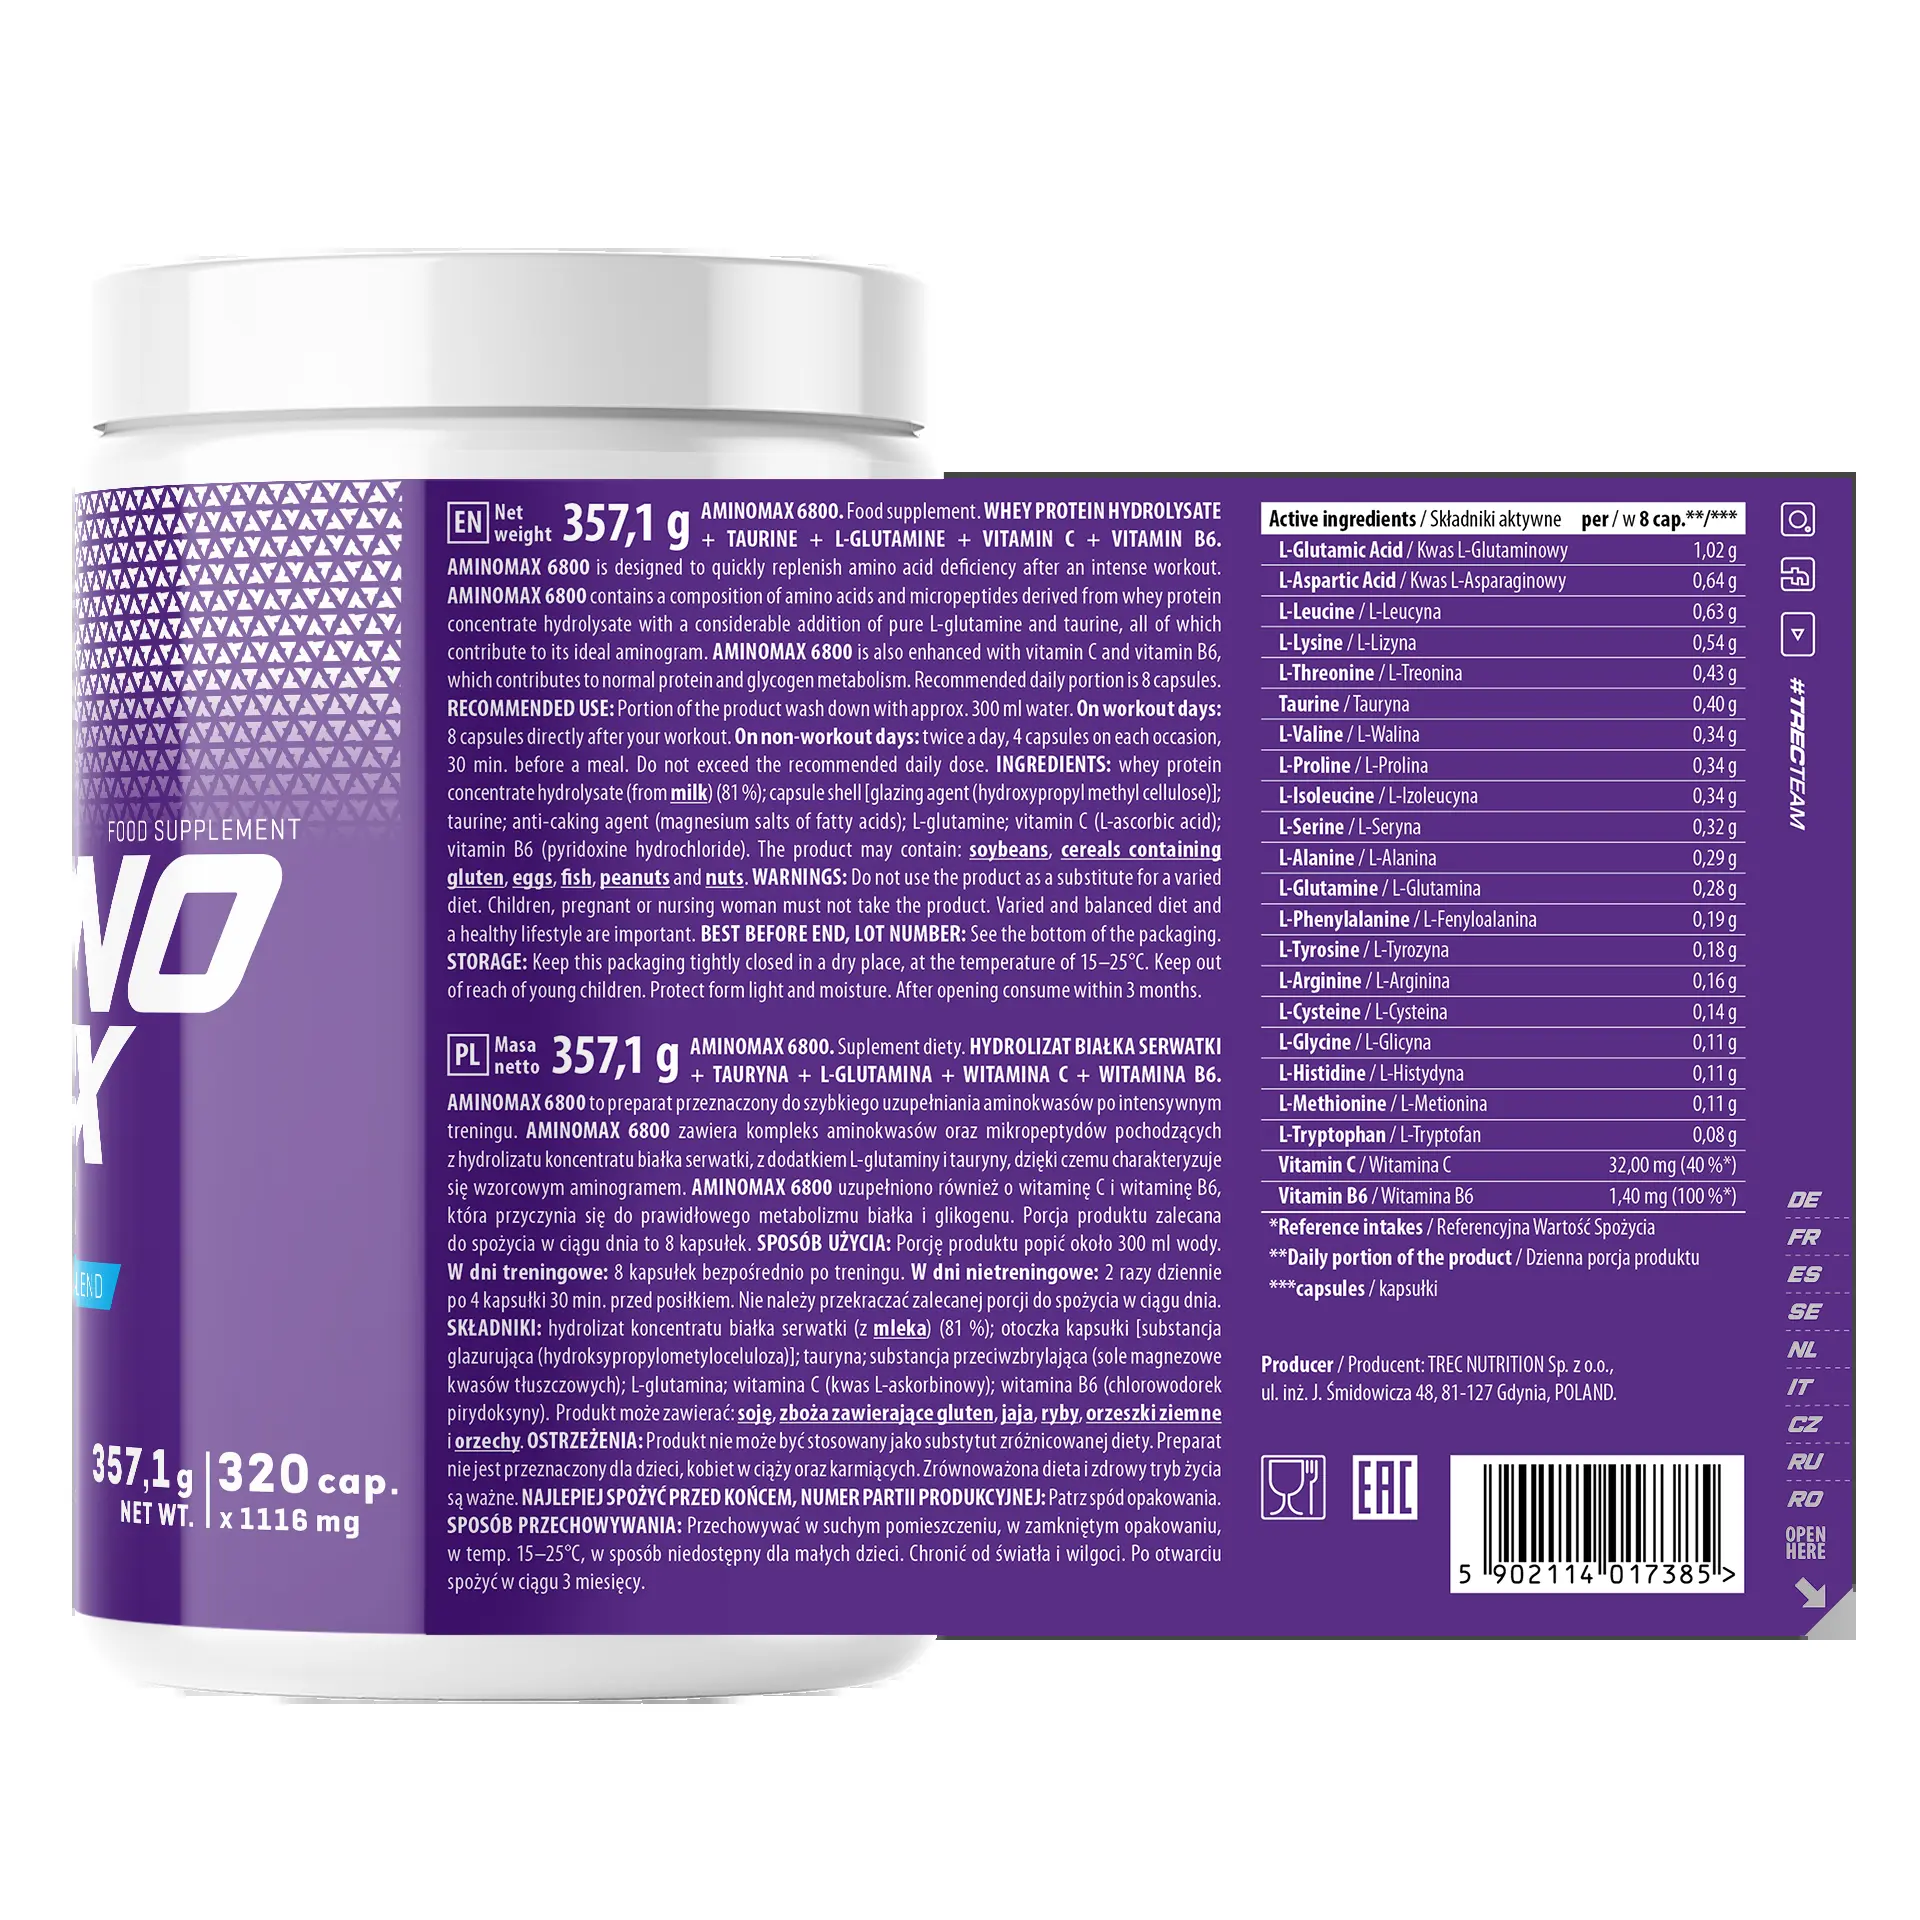 FOOD SUPPLEMENT
NO
X
LEND
357,1 g
NET WT.
320 cap.
x 1116 mg
EN Net weight 357,1 g AMINOMAX 6800. Food supplement. WHEY PROTEIN HYDROLYSATE
+ TAURINE + L-GLUTAMINE + VITAMIN C + VITAMIN B6.
AMINOMAX 6800 is designed to quickly replenish amino acid deficiency after an intense workout.
AMINOMAX 6800 contains a composition of amino acids and micropeptides derived from whey protein
concentrate hydrolysate with a considerable addition of pure L-glutamine and taurine, all of which
contribute to its ideal aminogram. AMINOMAX 6800 is also enhanced with vitamin C and vitamin B6,
which contributes to normal protein and glycogen metabolism. Recommended daily portion is 8 capsules.
RECOMMENDED USE: Portion of the product wash down with approx. 300 ml water. On workout days:
8 capsules directly after your workout. On non-workout days: twice a day, 4 capsules on each occasion,
30 min. before a meal. Do not exceed the recommended daily dose. INGREDIENTS: whey protein
concentrate hydrolysate (from milk) (81 %); capsule shell [glazing agent (hydroxypropyl methyl cellulose)];
taurine; anti-caking agent (magnesium salts of fatty acids); L-glutamine; vitamin C (L-ascorbic acid);
vitamin B6 (pyridoxine hydrochloride). The product may contain: soybeans, cereals containing
gluten, eggs, fish, peanuts and nuts. WARNINGS: Do not use the product as a substitute for a varied
diet. Children, pregnant or nursing woman must not take the product. Varied and balanced diet and
a healthy lifestyle are important. BEST BEFORE END, LOT NUMBER: See the bottom of the packaging.
STORAGE: Keep this packaging tightly closed in a dry place, at the temperature of 15–25°C. Keep out
of reach of young children. Protect form light and moisture. After opening consume within 3 months.
PL Masa netto 357,1 g AMINOMAX 6800. Suplement diety. HYDROLIZAT BIAŁKA SERWATKI
+ TAURYNA + L-GLUTAMINA + WITAMINA C + WITAMINA B6.
AMINOMAX 6800 to preparat przeznaczony do szybkiego uzupełniania aminokwasów po intensywnym
treningu. AMINOMAX 6800 zawiera kompleks aminokwasów oraz mikropeptydów pochodzących
z hydrolizatu koncentratu białka serwatki, z dodatkiem L-glutaminy i tauryny, dzięki czemu charakteryzuje
się wzorcowym aminogramem. AMINOMAX 6800 uzupełniono również o witaminę C i witaminę B6,
która przyczynia się do prawidłowego metabolizmu białka i glikogenu. Porcja produktu zalecana
do spożycia w ciągu dnia to 8 kapsułek. SPOSÓB UŻYCIA: Porcję produktu popić około 300 ml wody.
W dni treningowe: 8 kapsułek bezpośrednio po treningu. W dni nietreningowe: 2 razy dziennie
po 4 kapsułki 30 min. przed posiłkiem. Nie należy przekraczać zalecanej porcji do spożycia w ciągu dnia.
SKŁADNIKI: hydrolizat koncentratu białka serwatki (z mleka) (81 %); otoczka kapsułki [substancja
glazurująca (hydroksypropylometyloceluloza)]; tauryna; substancja przeciwzbrylająca (sole magnezowe
kwasów tłuszczowych); L-glutamina; witamina C (kwas L-askorbinowy); witamina B6 (chlorowodorek
pirydoksyny). Produkt może zawierać: soję, zboża zawierające gluten, jaja, ryby, orzeszki ziemne
i orzechy. OSTRZEŻENIA: Produkt nie może być stosowany jako substytut zróżnicowanej diety. Preparat
nie jest przeznaczony dla dzieci, kobiet w ciąży oraz karmiących. Zrównoważona dieta i zdrowy tryb życia
są ważne. NAJLEPIEJ SPOŻYĆ PRZED KOŃCEM, NUMER PARTII PRODUKCYJNEJ: Patrz spód opakowania.
SPOSÓB PRZECHOWYWANIA: Przechowywać w suchym pomieszczeniu, w zamkniętym opakowaniu,
w temp. 15–25°C, w sposób niedostępny dla małych dzieci. Chronić od światła i wilgoci. Po otwarciu
spożyć w ciągu 3 miesięcy.
Active ingredients / Składniki aktywne per / w 8 cap.**/***
L-Glutamic Acid / Kwas L-Glutaminowy 1,02 g
L-Aspartic Acid / Kwas L-Asparaginowy 0,64 g
L-Leucine / L-Leucyna 0,63 g
L-Lysine / L-Lizyna 0,54 g
L-Threonine / L-Treonina 0,43 g
Taurine / Tauryna 0,40 g
L-Valine / L-Walina 0,34 g
L-Proline / L-Prolina 0,34 g
L-Isoleucine / L-Izoleucyna 0,34 g
L-Serine / L-Seryna 0,32 g
L-Alanine / L-Alanina 0,29 g
L-Glutamine / L-Glutamina 0,28 g
L-Phenylalanine / L-Fenyloalanina 0,19 g
L-Tyrosine / L-Tyrozyna 0,18 g
L-Arginine / L-Arginina 0,16 g
L-Cysteine / L-Cysteina 0,14 g
L-Glycine / L-Glicyna 0,11 g
L-Histidine / L-Histydyna 0,11 g
L-Methionine / L-Metionina 0,11 g
L-Tryptophan / L-Tryptofan 0,08 g
Vitamin C / Witamina C 32,00 mg (40 %*)
Vitamin B6 / Witamina B6 1,40 mg (100 %*)
*Reference intakes / Referencyjna Wartość Spożycia
**Daily portion of the product / Dzienna porcja produktu
***capsules / kapsułki
Producer / Producent: TREC NUTRITION Sp. z o.o.,
ul. inż. J. Śmidowicza 48, 81-127 Gdynia, POLAND.
EAC
5 902114 017385 >
#TRECTEAM
DE
FR
ES
SE
NL
IT
CZ
RU
RO
OPEN
HERE